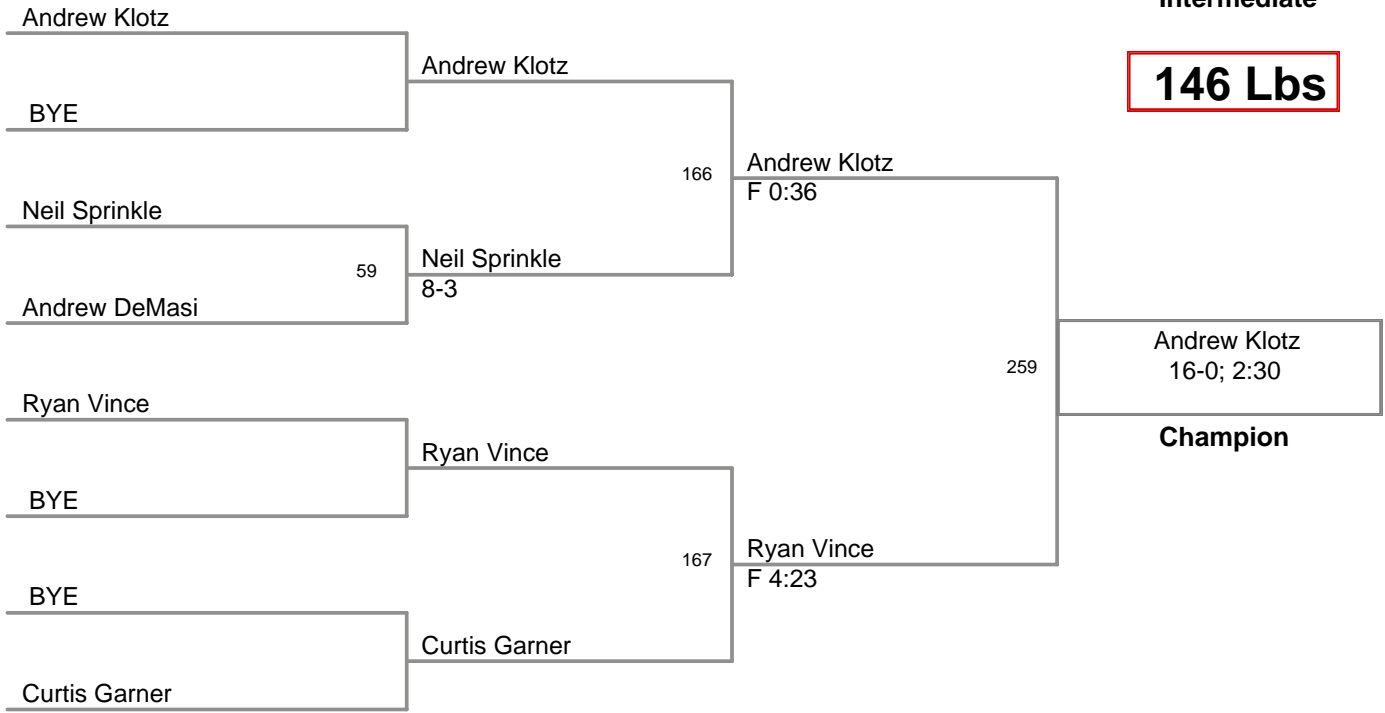 Intermediate
146 Lbs
Andrew Klotz
BYE
Neil Sprinkle
Andrew DeMasi
Ryan Vince
BYE
BYE
Curtis Garner
Andrew Klotz
59
Neil Sprinkle
8-3
Ryan Vince
Curtis Garner
166
Andrew Klotz
F 0:36
167
Ryan Vince
F 4:23
259
Andrew Klotz
16-0; 2:30
Champion